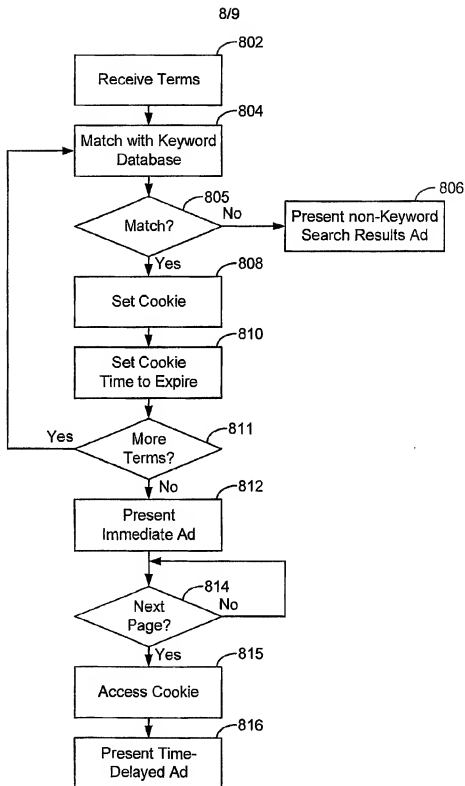 8/9
802
Receive Terms
804
Match with Keyword
Database
805
Match?
No
806
Present non-Keyword
Search Results Ad
Yes
808
Set Cookie
810
Set Cookie
Time to Expire
Yes
811
More
Terms?
No
812
Present
Immediate Ad
814
Next
Page?
No
Yes
815
Access Cookie
816
Present Time-
Delayed Ad